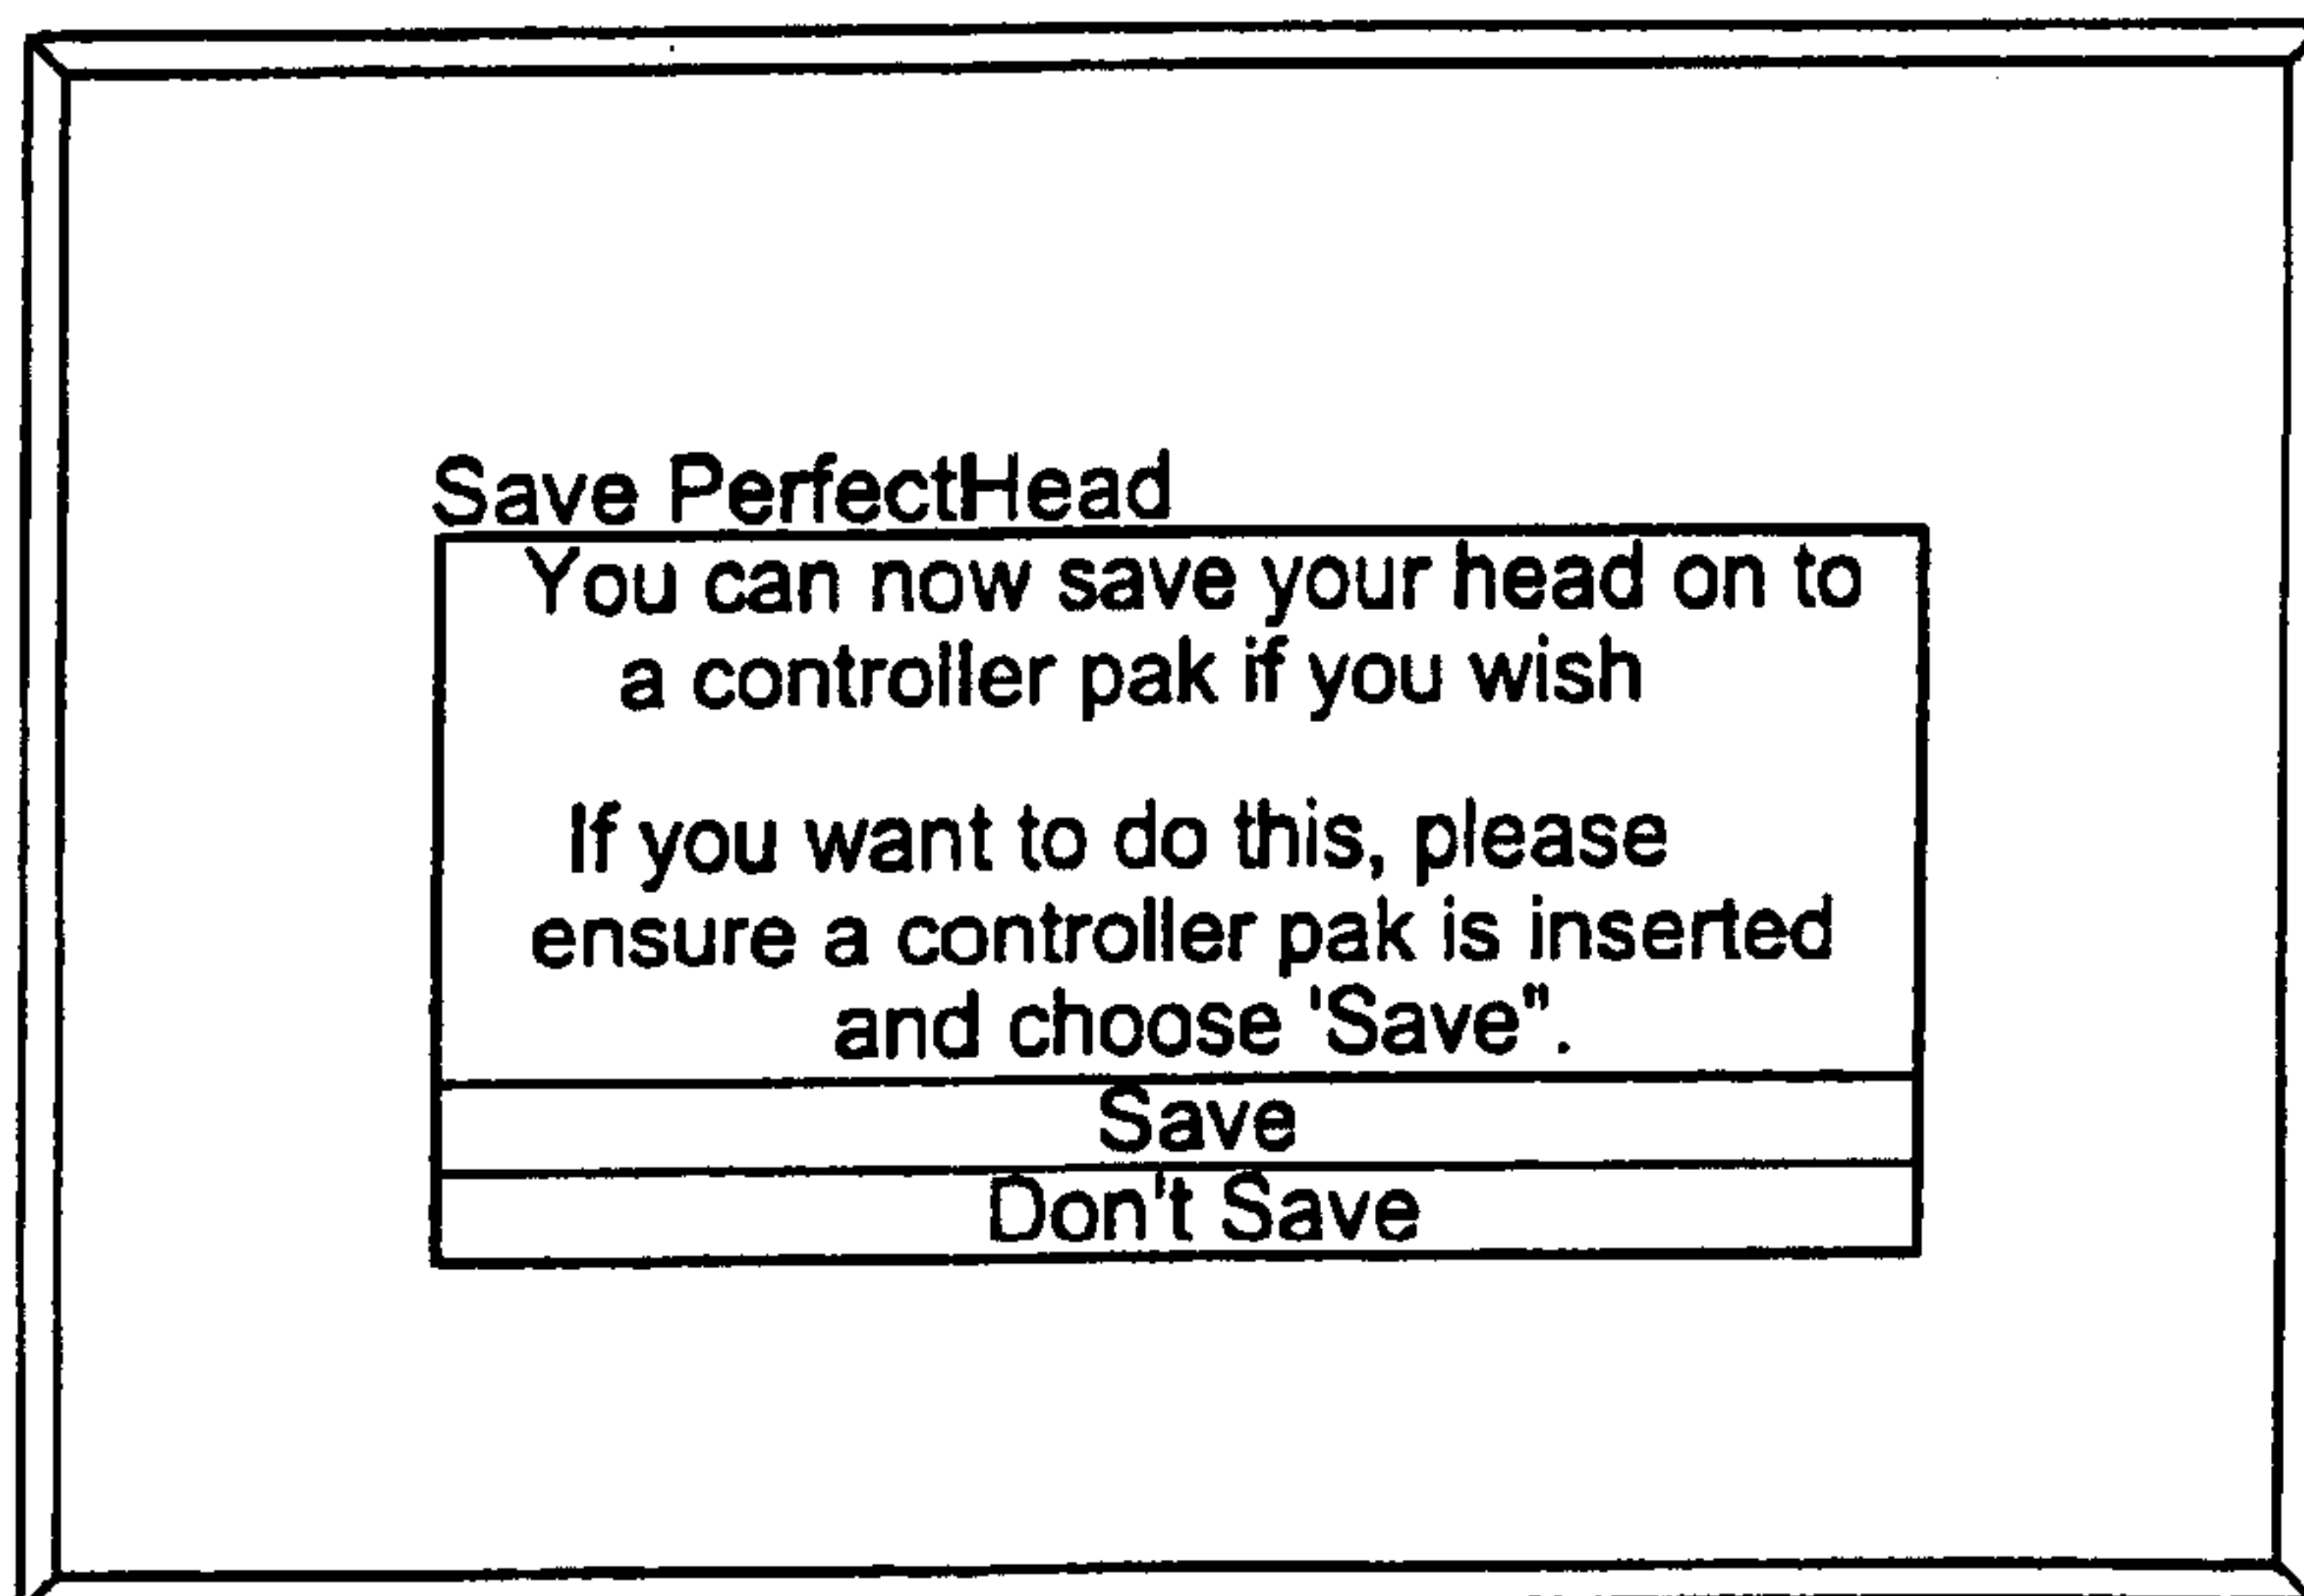 Save PerfectHead
You can now save your head on to
a controller pak if you wish
If you want to do this, please
ensure a controller pak is inserted
and choose 'Save".
Save
Don't Save